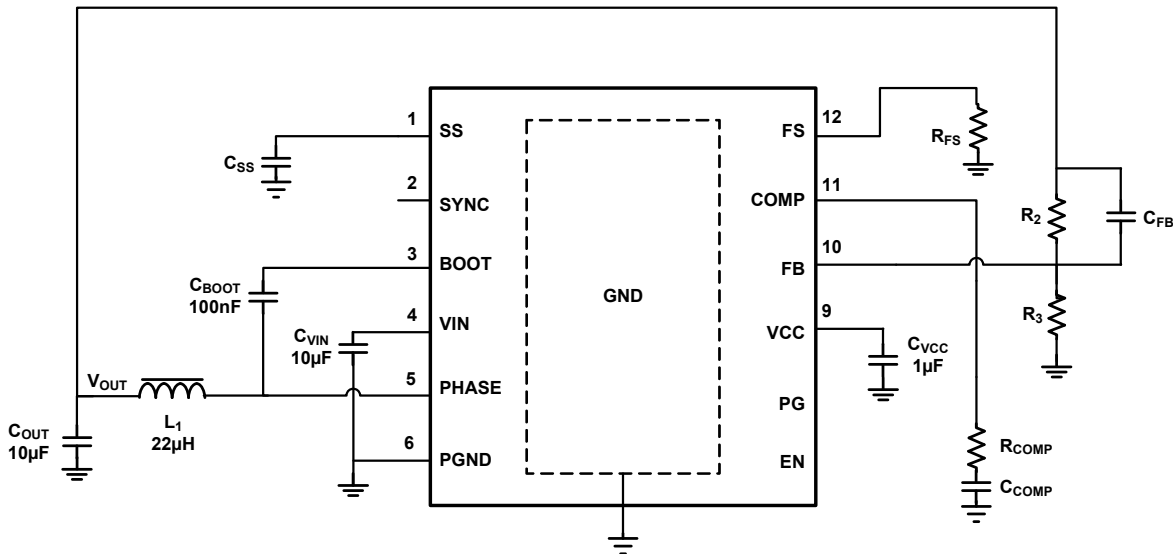 1
SS
12
FS
R_FS
C_SS
2
SYNC
11
COMP
R_2
C_FB
3
BOOT
10
FB
C_BOOT
100nF
GND
R_3
C_VIN
10µF
4
VIN
9
VCC
C_VCC
1µF
V_OUT
5
PHASE
PG
L_1
22µH
C_OUT
10µF
6
PGND
EN
R_COMP
C_COMP